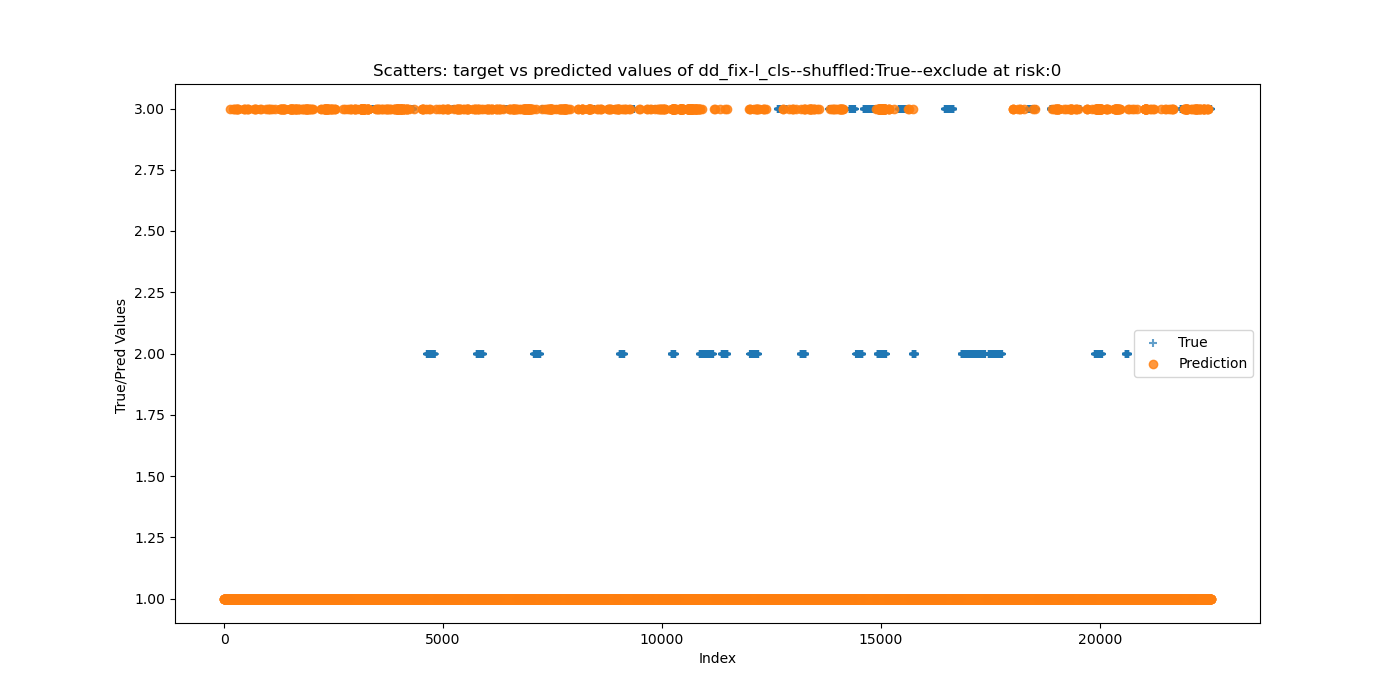 Scatters: target vs predicted values of dd_fix-l_cls--shuffled:True--exclude at risk:0
3.00
2.75
2.50
2.25
2.00
1.75
1.50
1.25
1.00
True/Pred Values
True
Prediction
0
5000
10000
15000
20000
Index